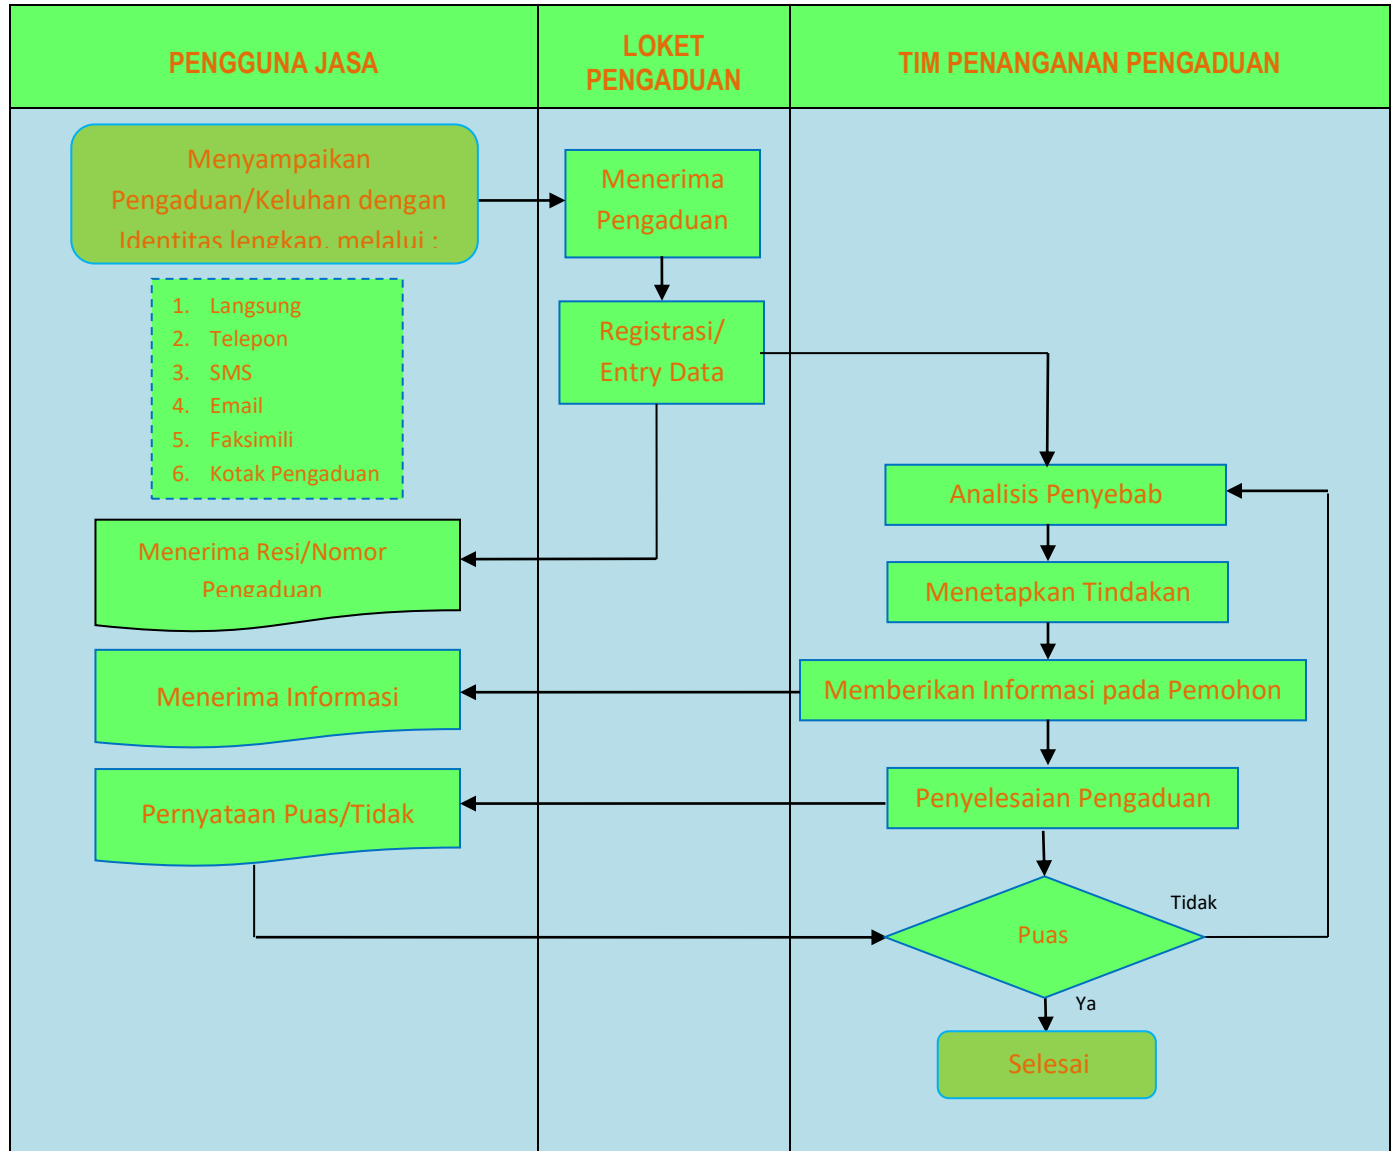 PENGGUNA JASA
LOKET
PENGADUAN
TIM PENANGANAN PENGADUAN
Menyampaikan
Pengaduan/Keluhan dengan
Identitas lengkap, melalui :
Menerima
Pengaduan
1. Langsung
2. Telepon
3. SMS
4. Email
5. Faksimili
6. Kotak Pengaduan
Registrasi/
Entry Data
Analisis Penyebab
Menerima Resi/Nomor
Pengaduan
Menetapkan Tindakan
Menerima Informasi
Memberikan Informasi pada Pemohon
Pernyataan Puas/Tidak
Penyelesaian Pengaduan
Tidak
Puas
Ya
Selesai